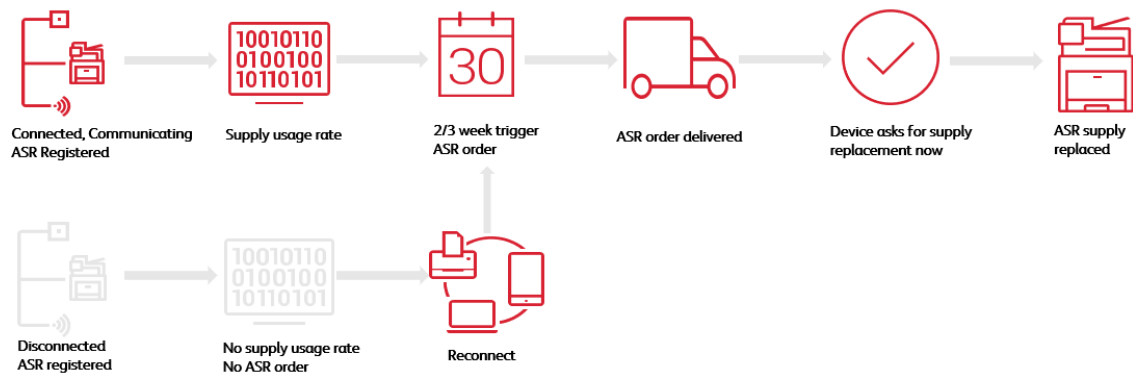 10010110
0100100
10110101
30
Connected, Communicating
ASR Registered
Supply usage rate
2/3 week trigger
ASR order
ASR order delivered
Device asks for supply
replacement now
ASR supply
replaced
10010110
0100100
10110101
Disconnected
ASR registered
No supply usage rate
No ASR order
Reconnect